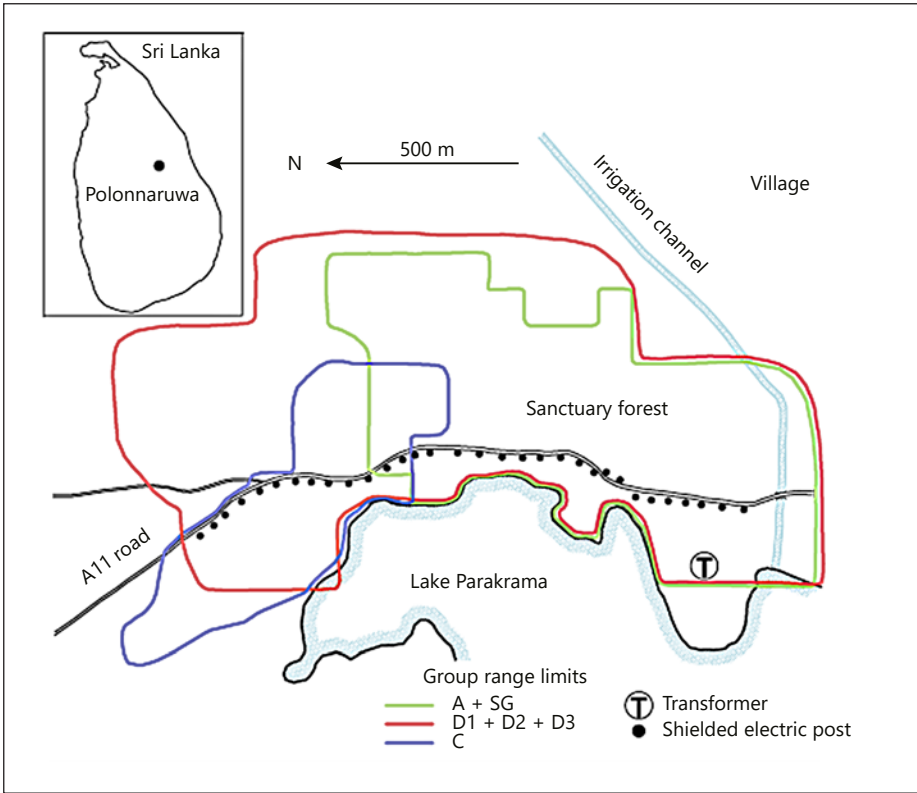 Sri Lanka
Polonnaruwa
N
500 m
Irrigation channel
Village
Sanctuary forest
A11 road
Lake Parakrama
T
Group range limits
A + SG
D1 + D2 + D3
C
T
Transformer
Shielded electric post